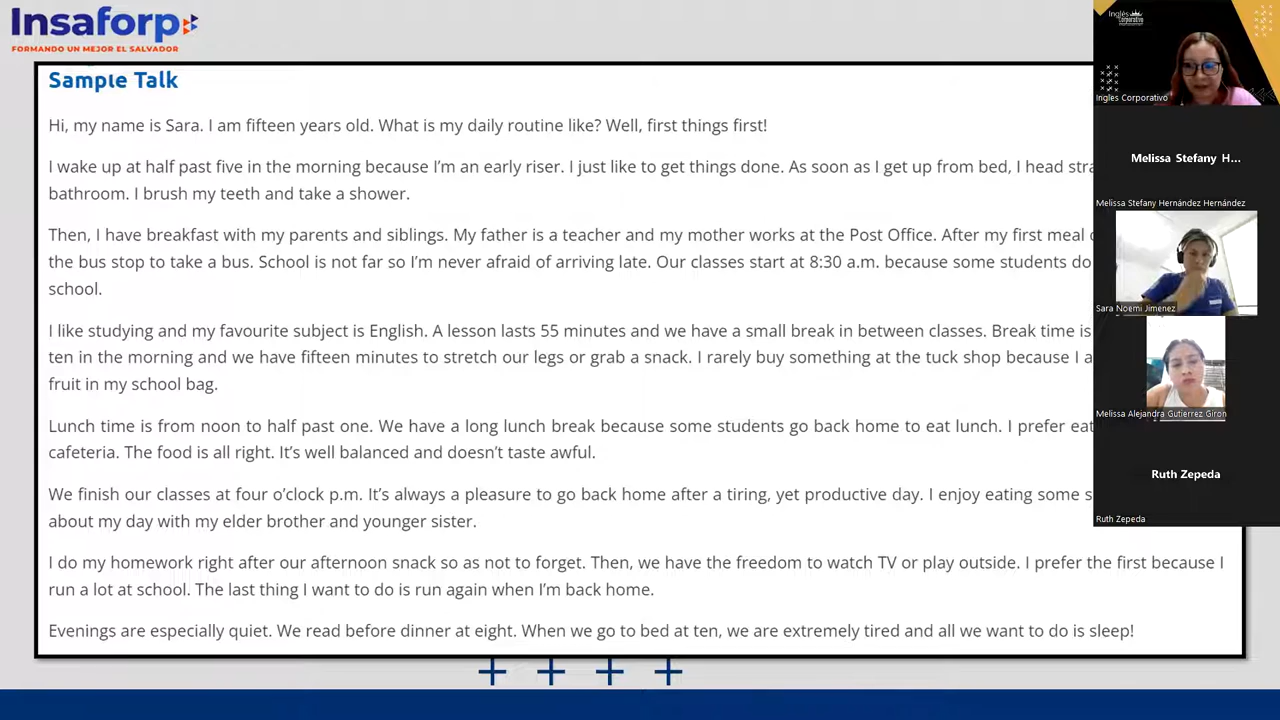 Insaforp
FORMANDO UN MEJOR EL SALVADOR
Sample Talk
Hi, my name is Sara. I am fifteen years old. What is my daily routine like? Well, first things first!
I wake up at half past five in the morning because I'm an early riser. I just like to get things done. As soon as I get up from bed, I head
bathroom. I brush my teeth and take a shower.
Then, I have breakfast with my parents and siblings. My father is a teacher and my mother works at the Post Office. After my first meal
the bus stop to take a bus. School is not far so I'm never afraid of arriving late. Our classes start at 8:30 a.m. because some students do
school.
I like studying and my favourite subject is English. A lesson lasts 55 minutes and we have a small break in between classes. Break time is
ten in the morning and we have fifteen minutes to stretch our legs or grab a snack. I rarely buy something at the tuck shop because I
fruit in my school bag.
Lunch time is from noon to half past one. We have a long lunch break because some students go back home to eat lunch. I prefer
cafeteria. The food is all right. It's well balanced and doesn't taste awful.
We finish our classes at four o'clock p.m. It's always a pleasure to go back home after a tiring, yet productive day. I enjoy eating some
about my day with my elder brother and younger sister.
I do my homework right after our afternoon snack so as not to forget. Then, we have the freedom to watch TV or play outside. I prefer the first because I
run a lot at school. The last thing I want to do is run again when I'm back home.
Evenings are especially quiet. We read before dinner at eight. When we go to bed at ten, we are extremely tired and all we want to do is sleep!
Inglés
Corporativo
Ingles Corporativo
Melissa Stefany H...
Melissa Stefany Hernández Hernández
Sara Noemi Jimenez
Melissa Alejandra Gutierrez Giron
Ruth Zepeda
Ruth Zepeda